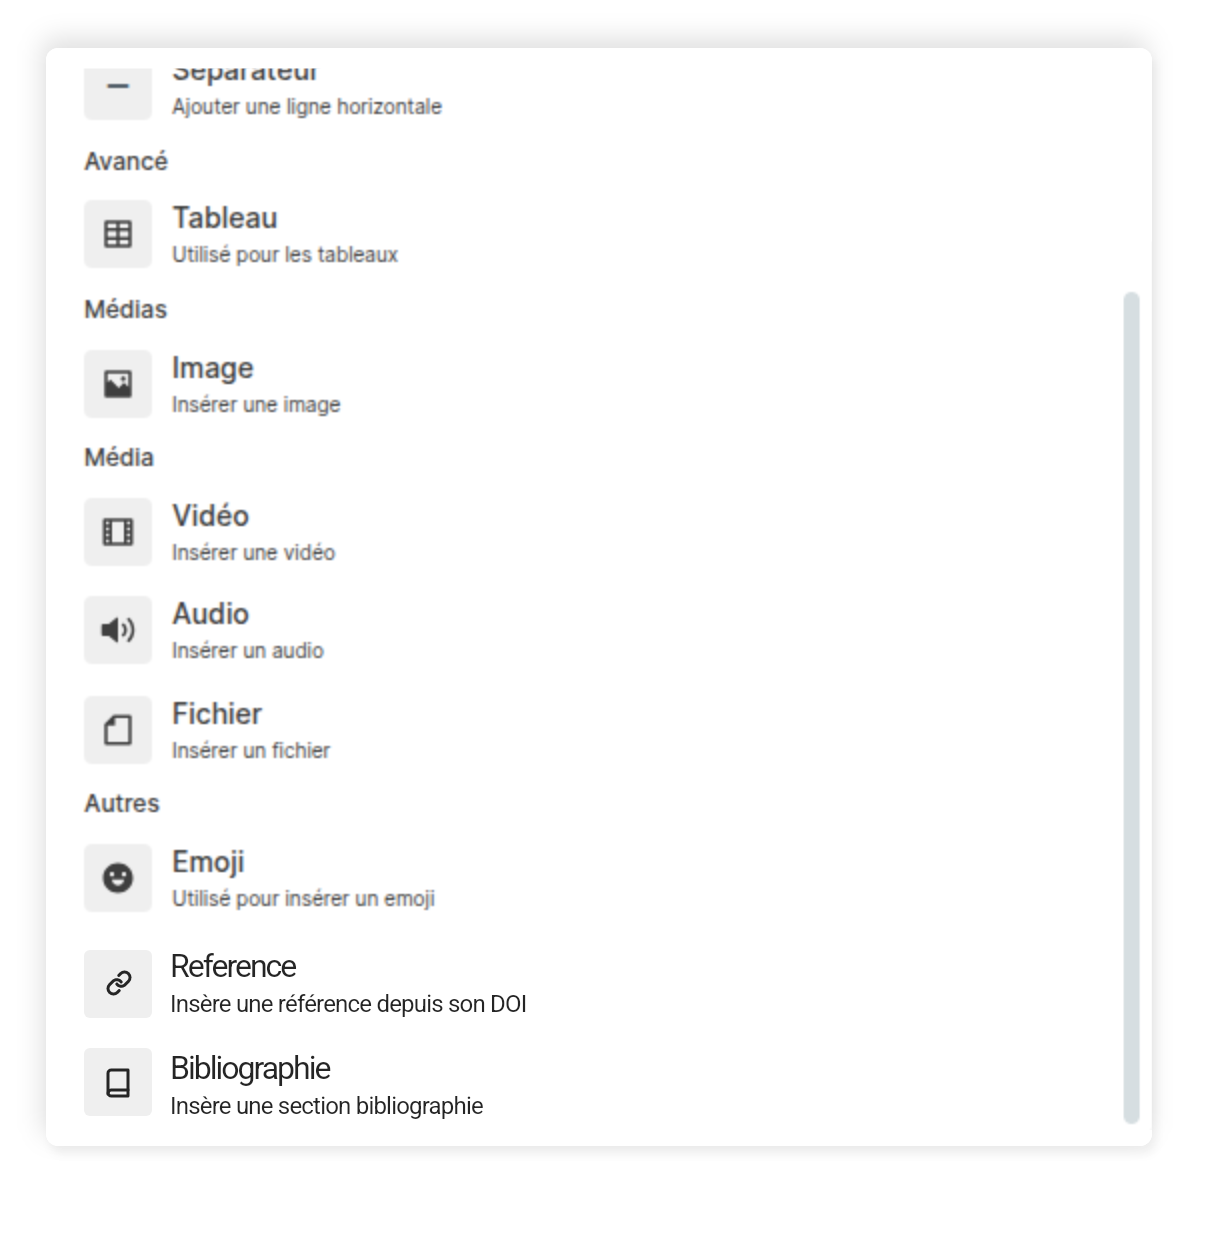 Séparateur
Ajouter une ligne horizontale
Avancé
Tableau
Utilisé pour les tableaux
Médias
Image
Insérer une image
Média
Vidéo
Insérer une vidéo
Audio
Insérer un audio
Fichier
Insérer un fichier
Autres
Emoji
Utilisé pour insérer un emoji
Reference
Insère une référence depuis son DOI
Bibliographie
Insère une section bibliographie